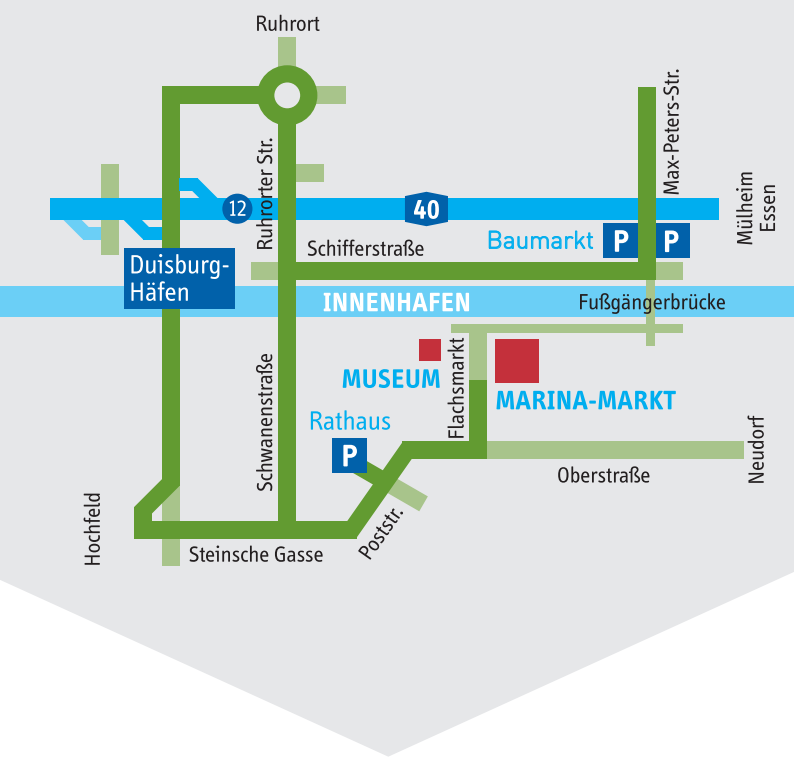 Ruhrort
Max-Peters-Str.
Ruhrorter Str.
12
40
Mülheim
Essen
Baumarkt
P
P
Schifferstraße
Duisburg-
Häfen
INNENHAFEN
Fußgängerbrücke
MUSEUM
Flachsmarkt
MARINA-MARKT
Schwanenstraße
Rathaus
P
Oberstraße
Neudorf
Hochfeld
Steinsche Gasse
Poststr.